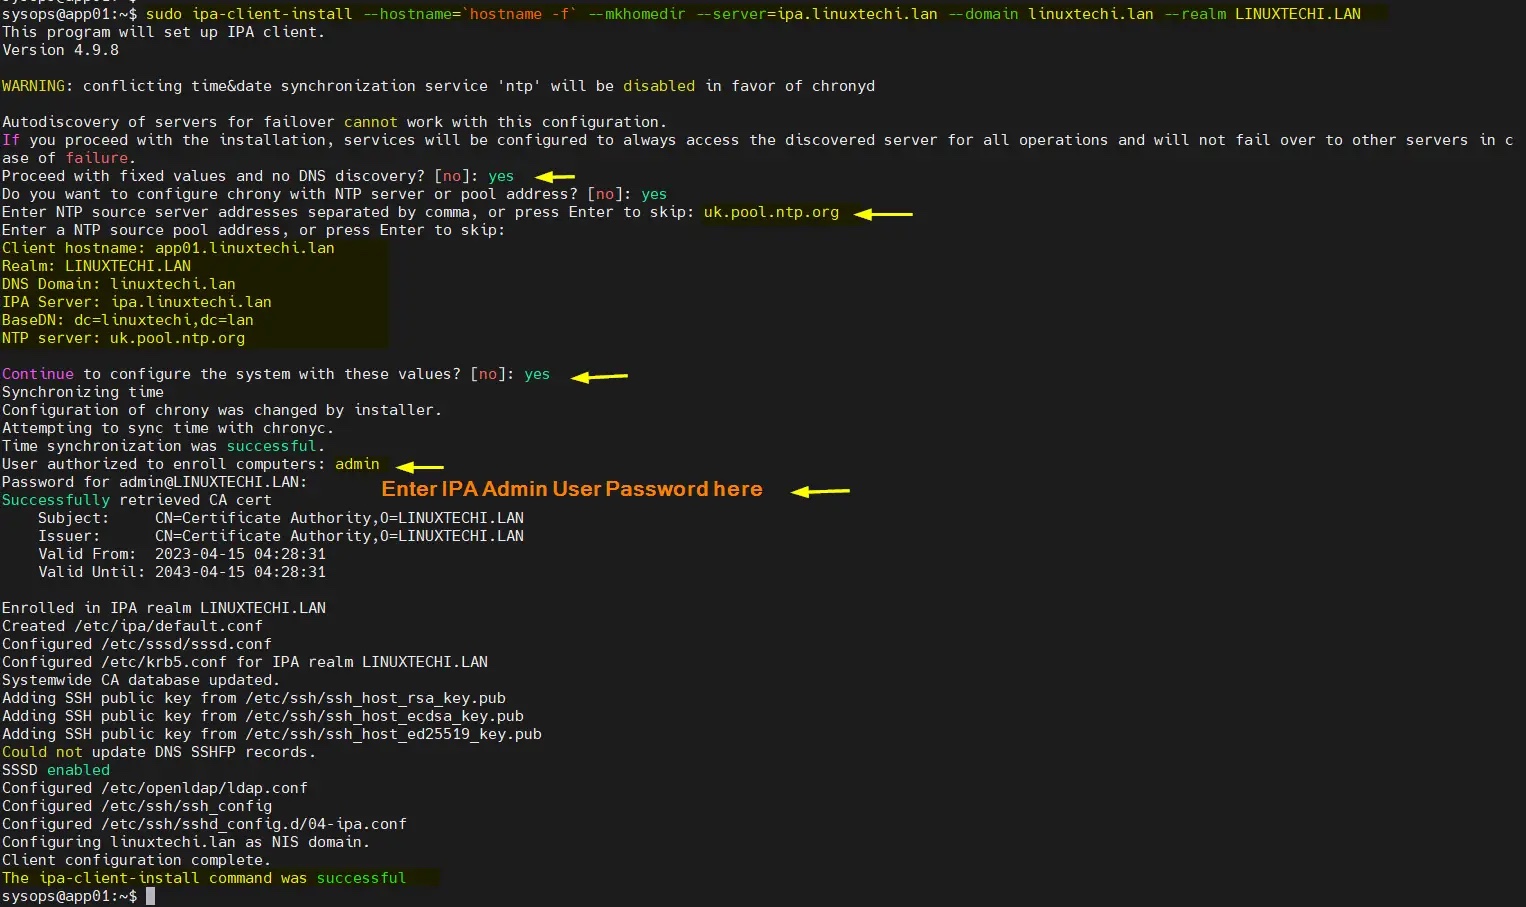 sysops@app01:~$ sudo ipa-client-install --hostname=`hostname -f` --mkhomedir --server=ipa.linuxtechi.lan --domain linuxtechi.lan --realm LINUXTECHI.LAN
This program will set up IPA client.
Version 4.9.8
WARNING: conflicting time&date synchronization service 'ntp' will be disabled in favor of chronyd
Autodiscovery of servers for failover cannot work with this configuration.
If you proceed with the installation, services will be configured to always access the discovered server for all operations and will not fail over to other servers in c
ase of failure.
Proceed with fixed values and no DNS discovery? [no]: yes
Do you want to configure chrony with NTP server or pool address? [no]: yes
Enter NTP source server addresses separated by comma, or press Enter to skip: uk.pool.ntp.org
Enter a NTP source pool address, or press Enter to skip:
Client hostname: app01.linuxtechi.lan
Realm: LINUXTECHI.LAN
DNS Domain: linuxtechi.lan
IPA Server: ipa.linuxtechi.lan
BaseDN: dc=linuxtechi,dc=lan
NTP server: uk.pool.ntp.org
Continue to configure the system with these values? [no]: yes
Synchronizing time
Configuration of chrony was changed by installer.
Attempting to sync time with chronyc.
Time synchronization was successful.
User authorized to enroll computers: admin
Password for admin@LINUXTECHI.LAN:
Enter IPA Admin User Password here
Successfully retrieved CA cert
Subject:     CN=Certificate Authority,O=LINUXTECHI.LAN
Issuer:      CN=Certificate Authority,O=LINUXTECHI.LAN
Valid From:  2023-04-15 04:28:31
Valid Until: 2043-04-15 04:28:31
Enrolled in IPA realm LINUXTECHI.LAN
Created /etc/ipa/default.conf
Configured /etc/sssd/sssd.conf
Configured /etc/krb5.conf for IPA realm LINUXTECHI.LAN
Systemwide CA database updated.
Adding SSH public key from /etc/ssh/ssh_host_rsa_key.pub
Adding SSH public key from /etc/ssh/ssh_host_ecdsa_key.pub
Adding SSH public key from /etc/ssh/ssh_host_ed25519_key.pub
Could not update DNS SSHFP records.
SSSD enabled
Configured /etc/openldap/ldap.conf
Configured /etc/ssh/ssh_config
Configured /etc/ssh/sshd_config.d/04-ipa.conf
Configuring linuxtechi.lan as NIS domain.
Client configuration complete.
The ipa-client-install command was successful
sysops@app01:~$